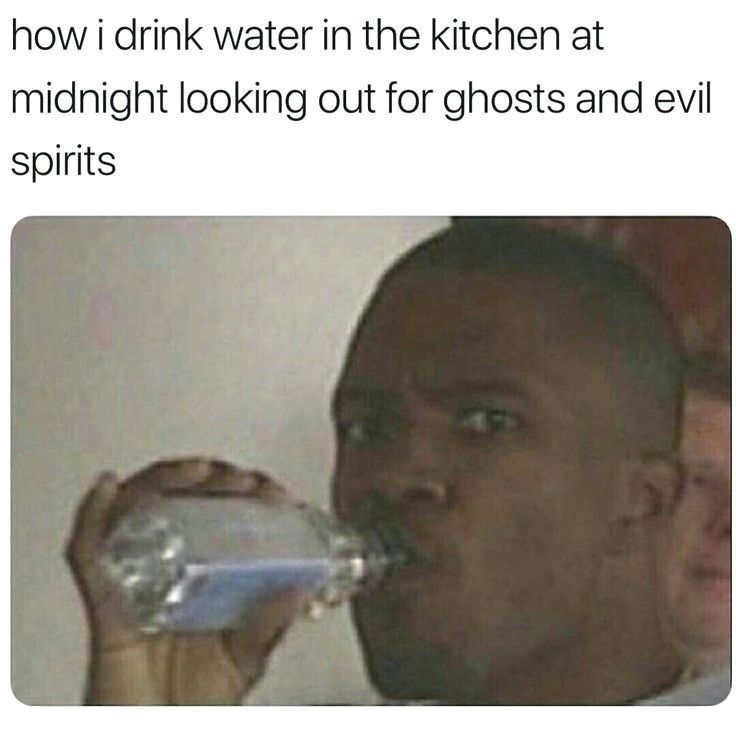 how i drink water in the kitchen at
midnight looking out for ghosts and evil
spirits